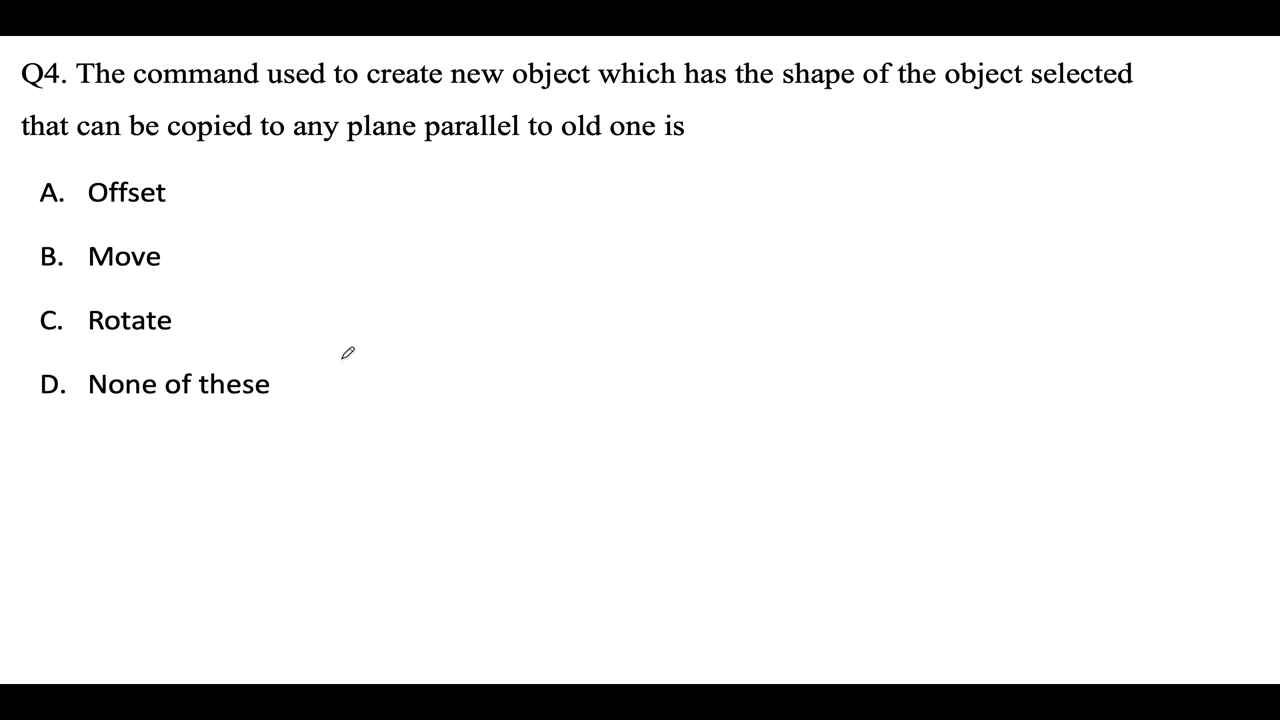 Q4. The command used to create new object which has the shape of the object selected
that can be copied to any plane parallel to old one is
A. Offset
B. Move
C. Rotate
D. None of these